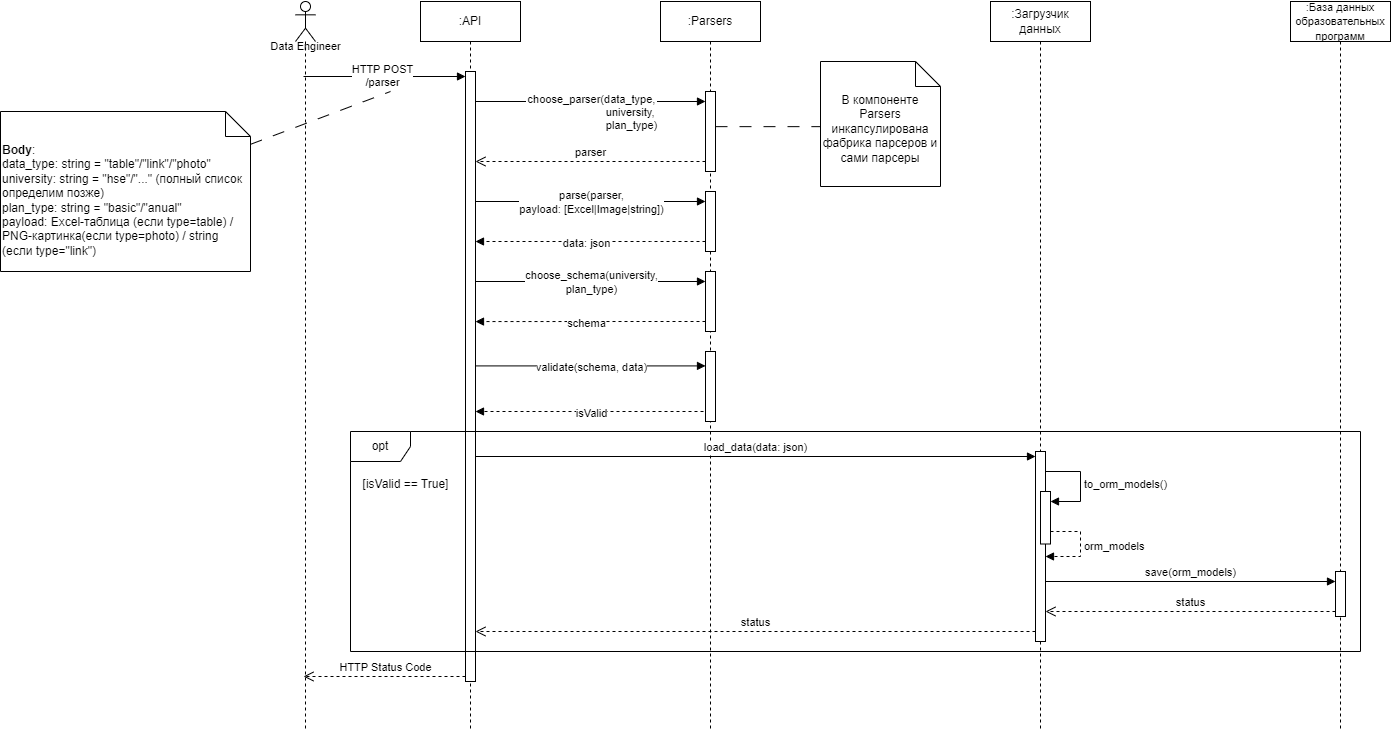 Data Engineer
:API
:Parsers
:Загрузчик
данных
:База данных
образовательных
программ
HTTP POST
/parser
Body:
data_type: string = "table"/"link"/"photo"
university: string = "hse"/"..." (полный список
определим позже)
plan_type: string = "basic"/"anual"
payload: Excel-таблица (если type=table) /
PNG-картинка(если type=photo) / string
(если type="link")
choose_parser(data_type,
university,
plan_type)
В компоненте
Parsers
инкапсулирована
фабрика парсеров и
сами парсеры
parser
parse(parser,
payload: [Excel|Image|string])
data: json
choose_schema(university,
plan_type)
schema
validate(schema, data)
isValid
opt
load_data(data: json)
[isValid == True]
to_orm_models()
orm_models
save(orm_models)
status
status
HTTP Status Code